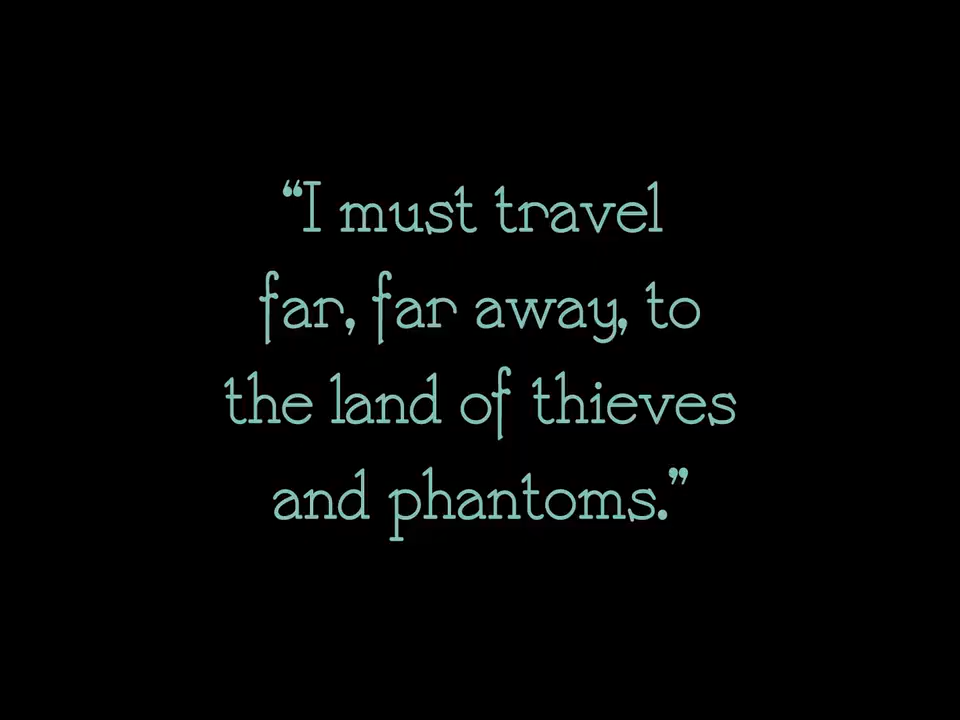 “I must travel
far, far away, to
the land of thieves
and phantoms.”